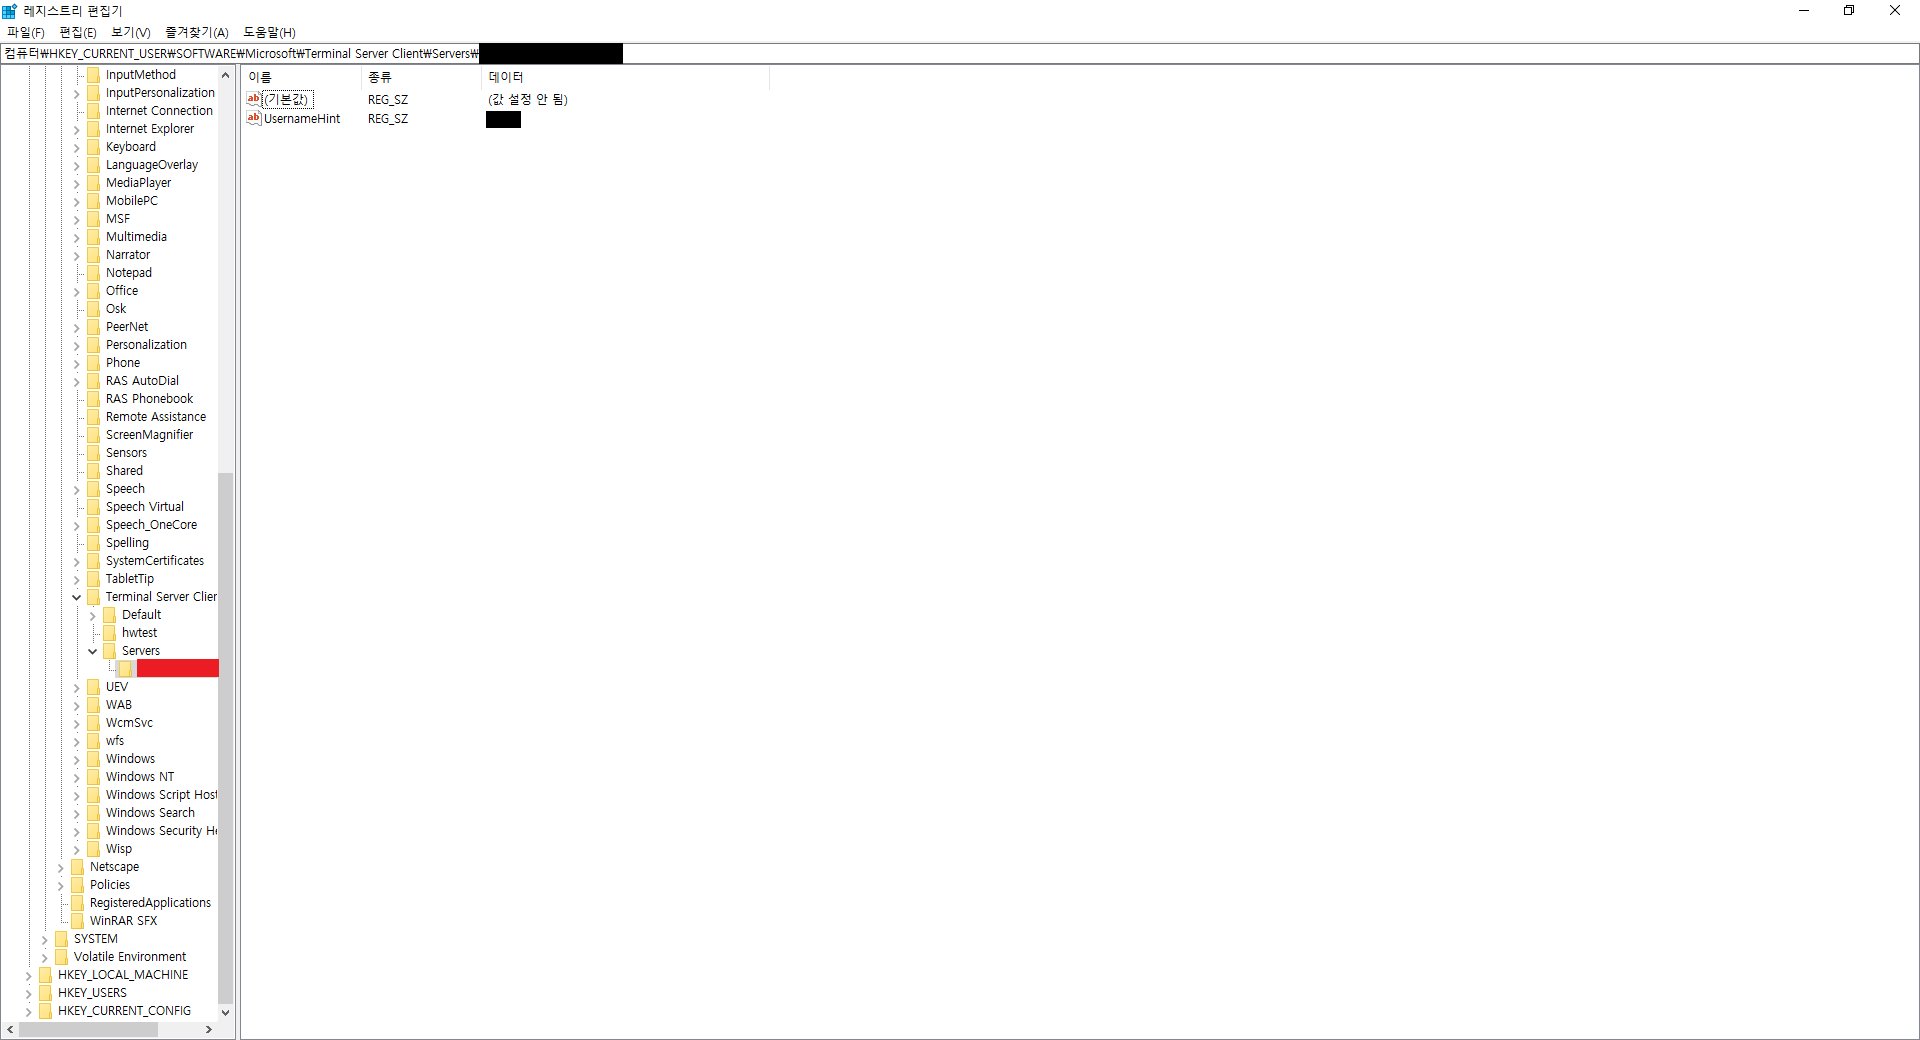 레지스트리 편집기
파일(F) 편집(E) 보기(V) 즐겨찾기(A) 도움말(H)
컴퓨터₩HKEY_CURRENT_USER₩SOFTWARE₩Microsoft₩Terminal Server Client₩Servers₩
InputMethod
InputPersonalization
Internet Connection
Internet Explorer
Keyboard
LanguageOverlay
MediaPlayer
MobilePC
MSF
Multimedia
Narrator
Notepad
Office
Osk
PeerNet
Personalization
Phone
RAS AutoDial
RAS Phonebook
Remote Assistance
ScreenMagnifier
Sensors
Shared
Speech
Speech Virtual
Speech_OneCore
Spelling
SystemCertificates
TabletTip
Terminal Server Clier
Default
hwtest
Servers
UEV
WAB
WcmSvc
wfs
Windows
Windows NT
Windows Script Host
Windows Search
Windows Security He
Wisp
Netscape
Policies
RegisteredApplications
WinRAR SFX
SYSTEM
Volatile Environment
HKEY_LOCAL_MACHINE
HKEY_USERS
HKEY_CURRENT_CONFIG
이름 종류 데이터
ab (기본값) REG_SZ (값 설정 안 됨)
ab UsernameHint REG_SZ